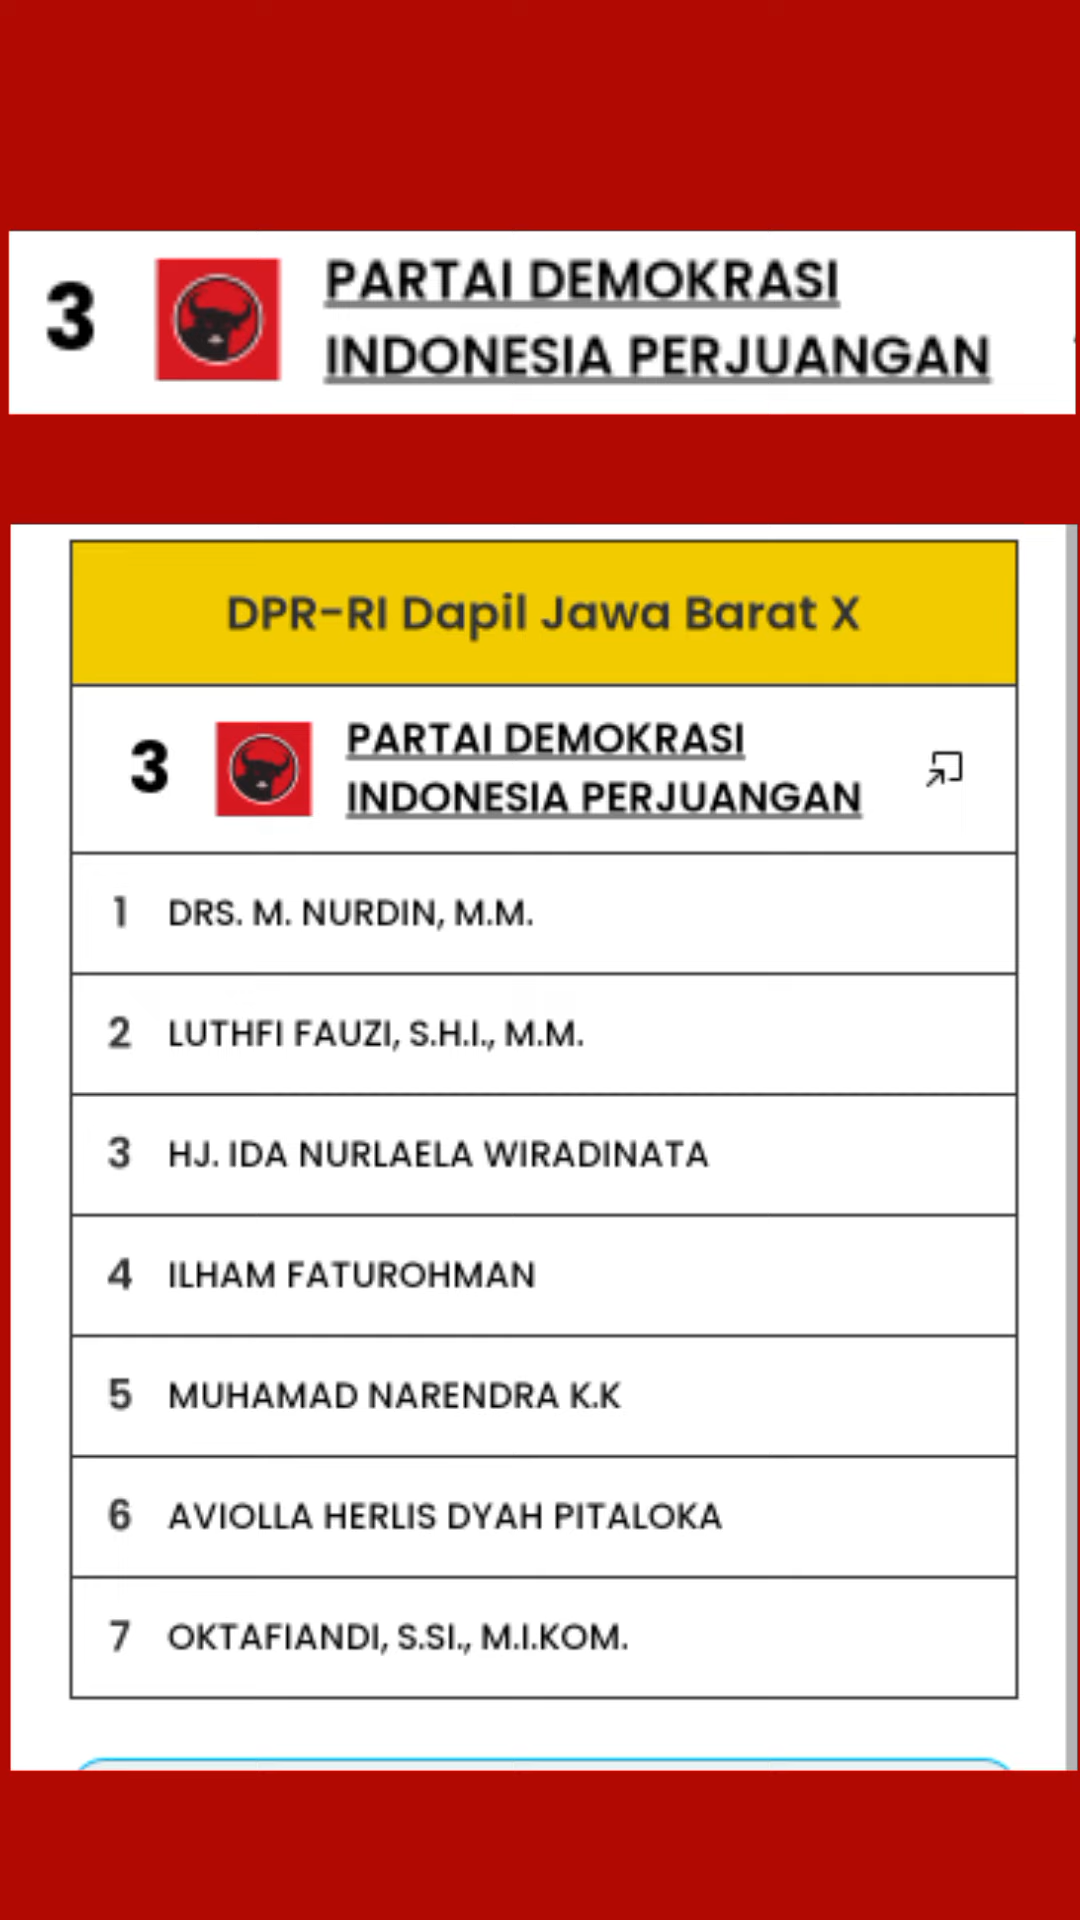 3
PARTAI DEMOKRASI
INDONESIA PERJUANGAN
DPR-RI Dapil Jawa Barat X
3
PARTAI DEMOKRASI
INDONESIA PERJUANGAN
1 DRS. M. NURDIN, M.M.
2 LUTHFI FAUZI, S.H.I., M.M.
3 HJ. IDA NURLAELA WIRADINATA
4 ILHAM FATUROHMAN
5 MUHAMAD NARENDRA K.K
6 AVIOLLA HERLIS DYAH PITALOKA
7 OKTAFIANDI, S.SI., M.I.KOM.